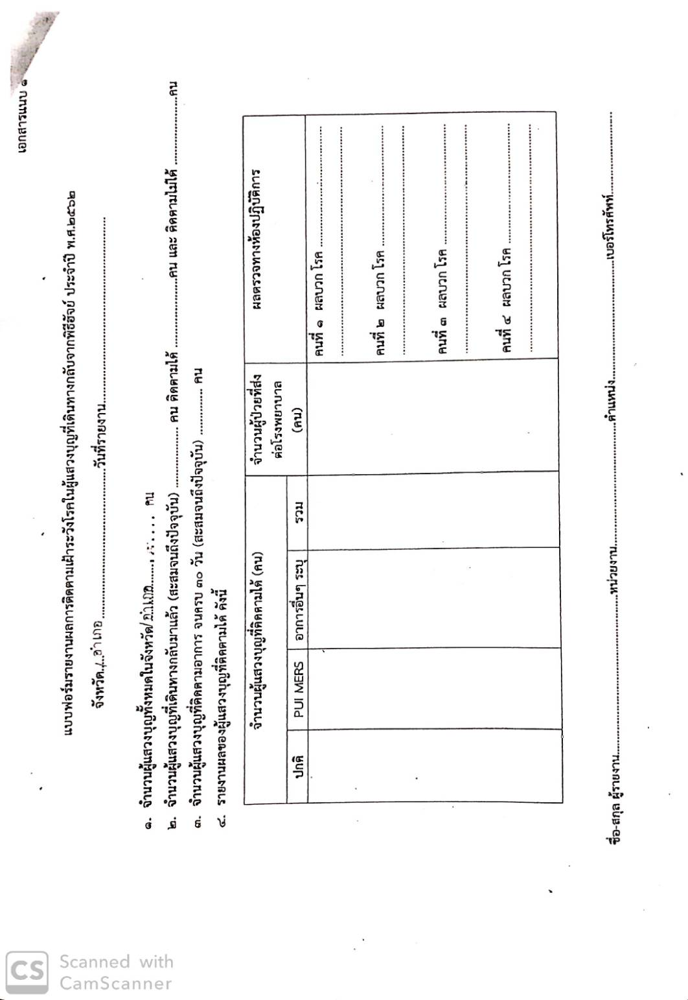 เอกสารแนบ ๑
แบบฟอร์มรายงานผลการติดตามเฝ้าระวังโรคในผู้แสวงบุญที่เดินทางกลับจากพิธีฮัจย์ ประจำปี พ.ศ.๒๕๖๒
จังหวัด./..อำเภอ ..........................................วันที่รายงาน..........................................
๑. จำนวนผู้แสวงบุญทั้งหมดในจังหวัด/อำเภอ............ คน
๒. จำนวนผู้แสวงบุญที่เดินทางกลับมาแล้ว (สะสมจนถึงปัจจุบัน) .................. คน ติดตามได้ ....................คน และ ติดตามไม่ได้ ....................คน
๓. จำนวนผู้แสวงบุญที่ติดตามอาการ จนครบ ๓๐ วัน (สะสมจนถึงปัจจุบัน) .............. คน
๔. รายงานผลของผู้แสวงบุญที่ติดตามได้ ดังนี้
จำนวนผู้แสวงบุญที่ติดตามได้ (คน) จำนวนผู้ป่วยที่ส่งต่อโรงพยาบาล (คน) ผลตรวจทางห้องปฏิบัติการ
ปกติ PUI MERS อาการอื่นๆ ระบุ รวม
คนที่ ๑ ผลบวก โรค ........................................
................................................................................
คนที่ ๒ ผลบวก โรค ........................................
................................................................................
คนที่ ๓ ผลบวก โรค ........................................
................................................................................
คนที่ ๔ ผลบวก โรค ........................................
................................................................................
ชื่อ-สกุล ผู้รายงาน........................................หน่วยงาน........................................ตำแหน่ง........................................เบอร์โทรศัพท์........................................
CS Scanned with
CamScanner